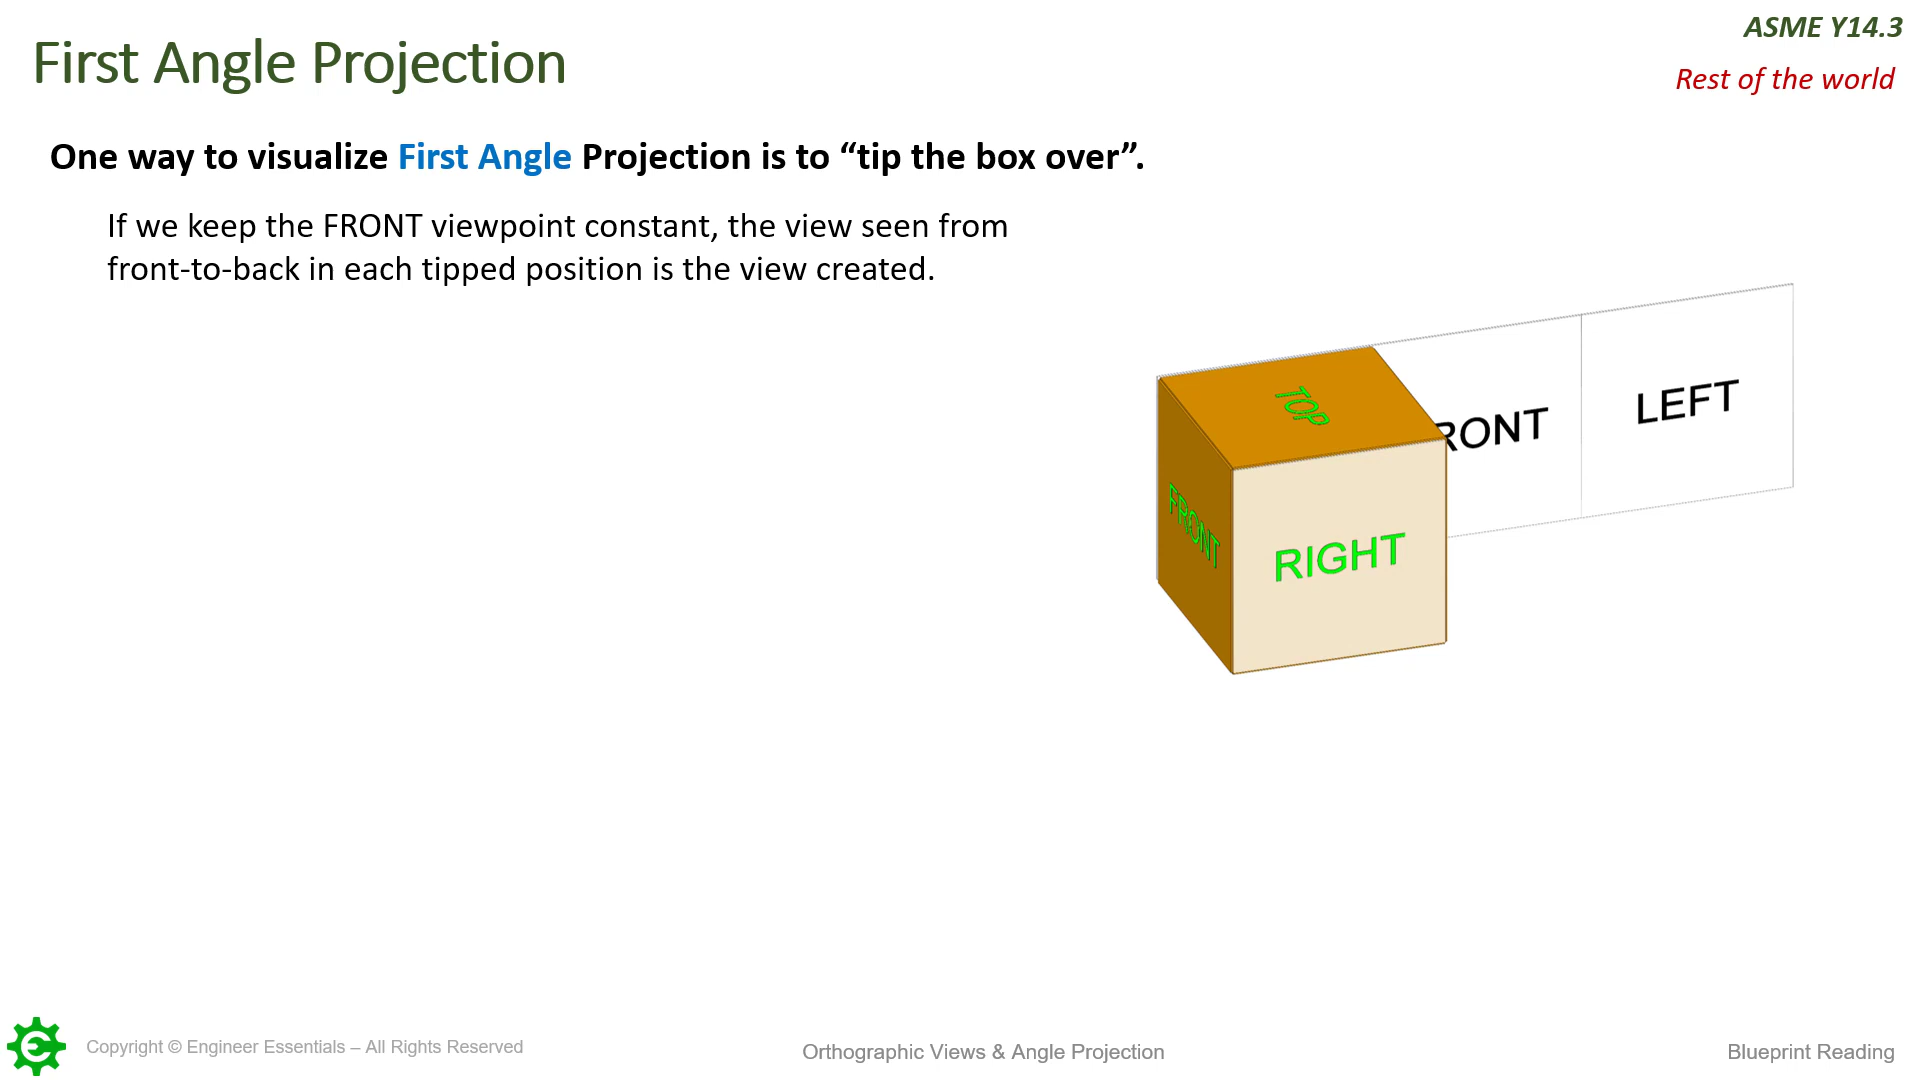 ASME Y14.3
First Angle Projection
Rest of the world
One way to visualize First Angle Projection is to “tip the box over”.
If we keep the FRONT viewpoint constant, the view seen from
front-to-back in each tipped position is the view created.
TOP
RONT
LEFT
FRONT
RIGHT
Copyright © Engineer Essentials – All Rights Reserved
Orthographic Views & Angle Projection
Blueprint Reading